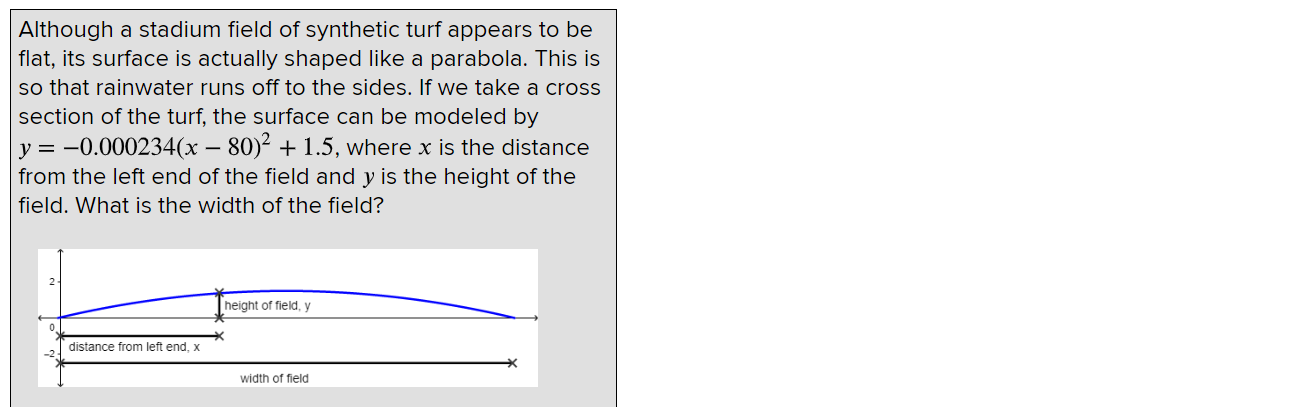 Although a stadium field of synthetic turf appears to be
flat, its surface is actually shaped like a parabola. This is
so that rainwater runs off to the sides. If we take a cross
section of the turf, the surface can be modeled by
y = −0.000234(x − 80)² + 1.5, where x is the distance
from the left end of the field and y is the height of the
field. What is the width of the field?
2
height of field, y
0
distance from left end, x
−2
width of field